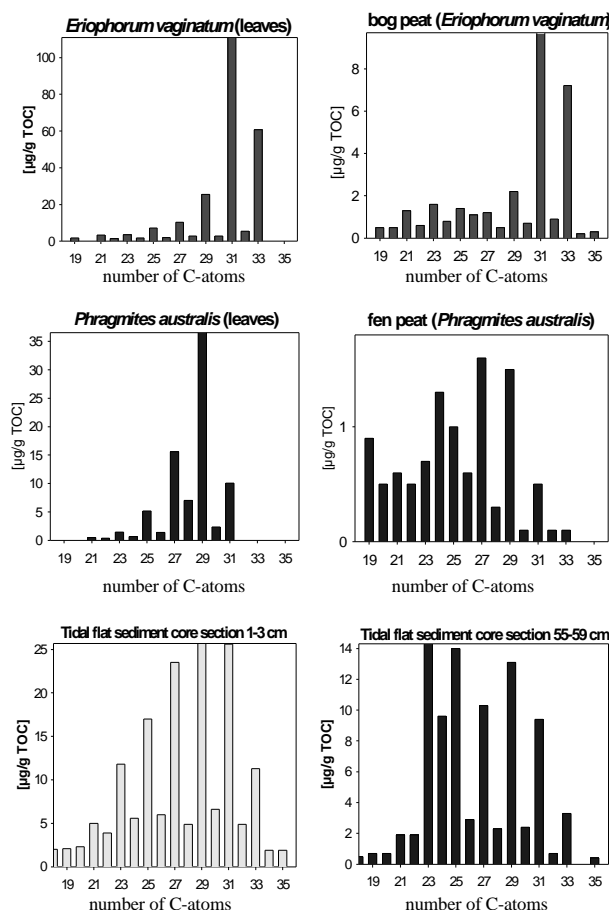 Eriophorum vaginatum (leaves)
[µg/g TOC]
100
80
60
40
20
0
19 21 23 25 27 29 31 33 35
number of C-atoms
bog peat (Eriophorum vaginatum)
[µg/g TOC]
8
6
4
2
0
19 21 23 25 27 29 31 33 35
number of C-atoms
Phragmites australis (leaves)
[µg/g TOC]
35
30
25
20
15
10
5
0
19 21 23 25 27 29 31 33 35
number of C-atoms
fen peat (Phragmites australis)
[µg/g TOC]
1
0
19 21 23 25 27 29 31 33 35
number of C-atoms
Tidal flat sediment core section 1-3 cm
[µg/g TOC]
25
20
15
10
5
0
19 21 23 25 27 29 31 33 35
number of C-atoms
Tidal flat sediment core section 55-59 cm
[µg/g TOC]
14
12
10
8
6
4
2
0
19 21 23 25 27 29 31 33 35
number of C-atoms